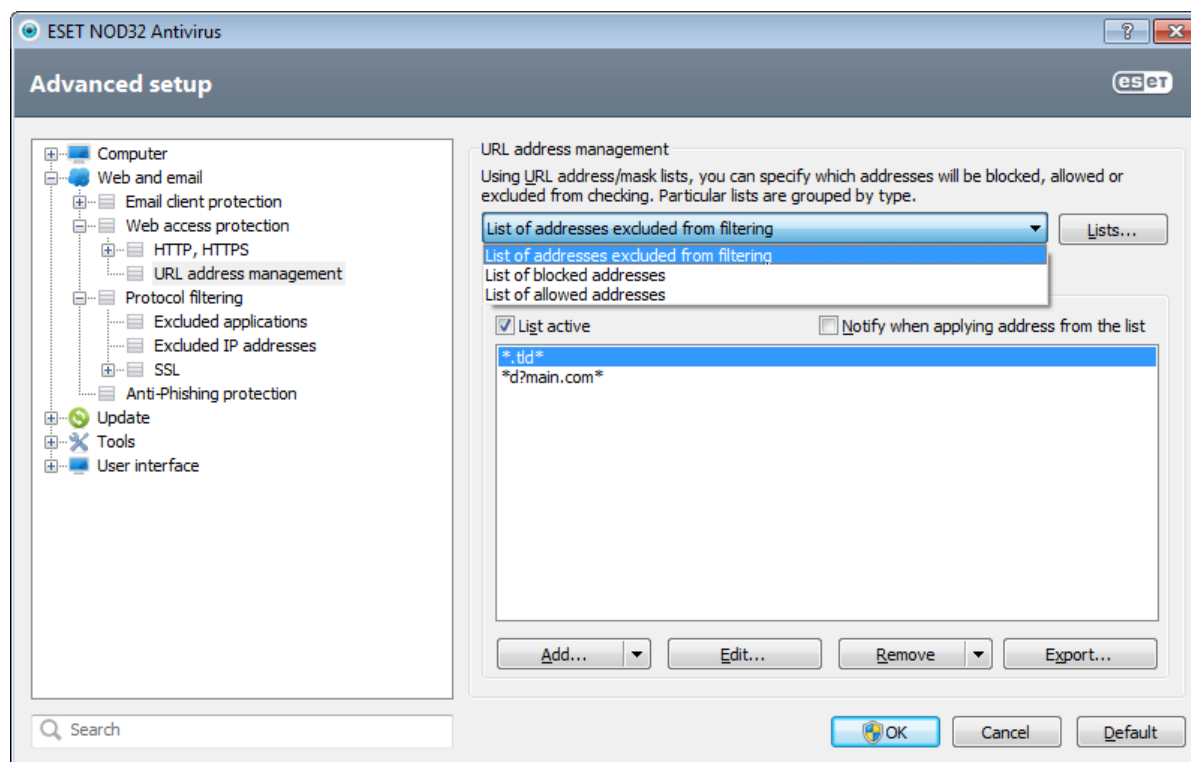 ESET NOD32 Antivirus
?
Advanced setup
eset
Computer
Web and email
Email client protection
Web access protection
HTTP, HTTPS
URL address management
Protocol filtering
Excluded applications
Excluded IP addresses
SSL
Anti-Phishing protection
Update
Tools
User interface
Search
URL address management
Using URL address/mask lists, you can specify which addresses will be blocked, allowed or
excluded from checking. Particular lists are grouped by type.
List of addresses excluded from filtering Lists...
List of addresses excluded from filtering
List of blocked addresses
List of allowed addresses
List active Notify when applying address from the list
*.tld*
*d?main.com*
Add... Edit... Remove Export...
OK Cancel Default